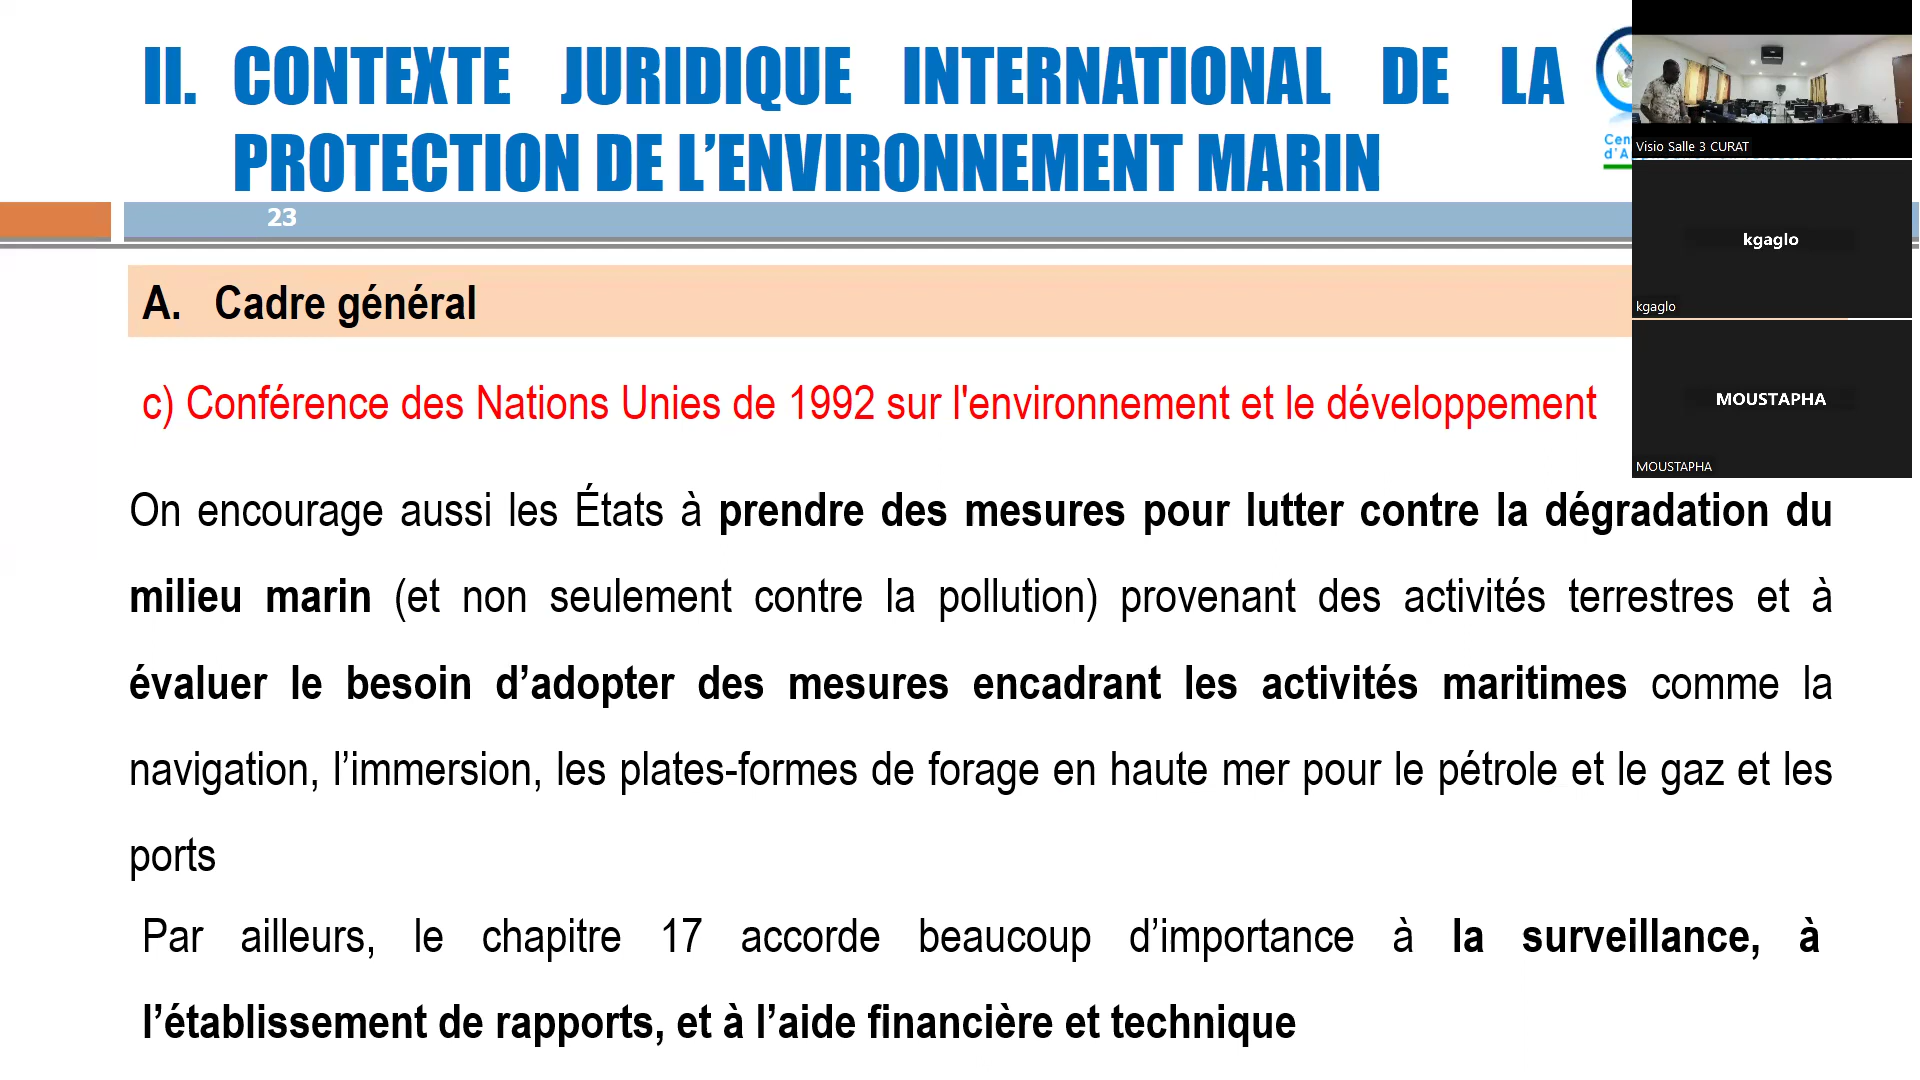 II. CONTEXTE JURIDIQUE INTERNATIONAL DE LA
PROTECTION DE L’ENVIRONNEMENT MARIN
23
A. Cadre général
c) Conférence des Nations Unies de 1992 sur l'environnement et le développement
On encourage aussi les États à prendre des mesures pour lutter contre la dégradation du
milieu marin (et non seulement contre la pollution) provenant des activités terrestres et à
évaluer le besoin d’adopter des mesures encadrant les activités maritimes comme la
navigation, l’immersion, les plates-formes de forage en haute mer pour le pétrole et le gaz et les
ports
Par ailleurs, le chapitre 17 accorde beaucoup d’importance à la surveillance, à
l’établissement de rapports, et à l’aide financière et technique
Visio Salle 3 CURAT
kgaglo
kgaglo
MOUSTAPHA
MOUSTAPHA